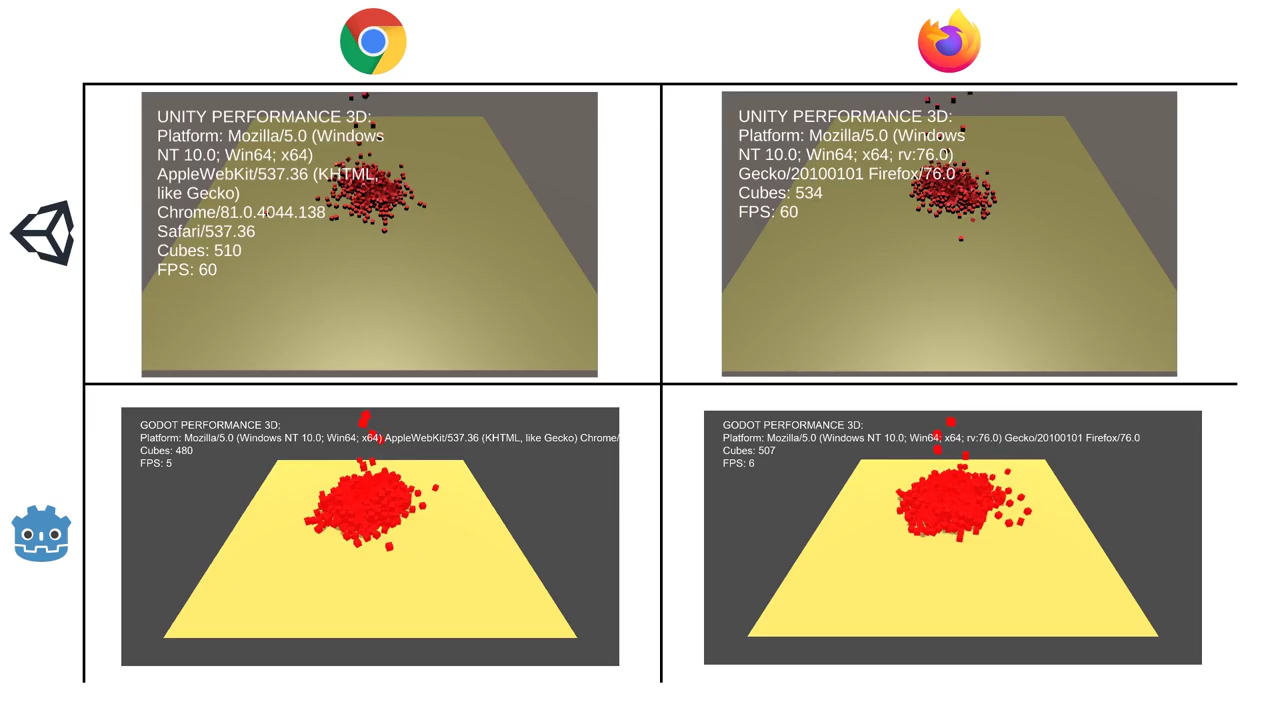 UNITY PERFORMANCE 3D:
Platform: Mozilla/5.0 (Windows
NT 10.0; Win64; x64)
AppleWebKit/537.36 (KHTML,
like Gecko)
Chrome/81.0.4044.138
Safari/537.36
Cubes: 510
FPS: 60
UNITY PERFORMANCE 3D:
Platform: Mozilla/5.0 (Windows
NT 10.0; Win64; x64; rv:76.0)
Gecko/20100101 Firefox/76.0
Cubes: 534
FPS: 60
GODOT PERFORMANCE 3D:
Platform: Mozilla/5.0 (Windows NT 10.0; Win64; x64) AppleWebKit/537.36 (KHTML, like Gecko) Chrome/
Cubes: 480
FPS: 5
GODOT PERFORMANCE 3D:
Platform: Mozilla/5.0 (Windows NT 10.0; Win64; x64; rv:76.0) Gecko/20100101 Firefox/76.0
Cubes: 507
FPS: 6